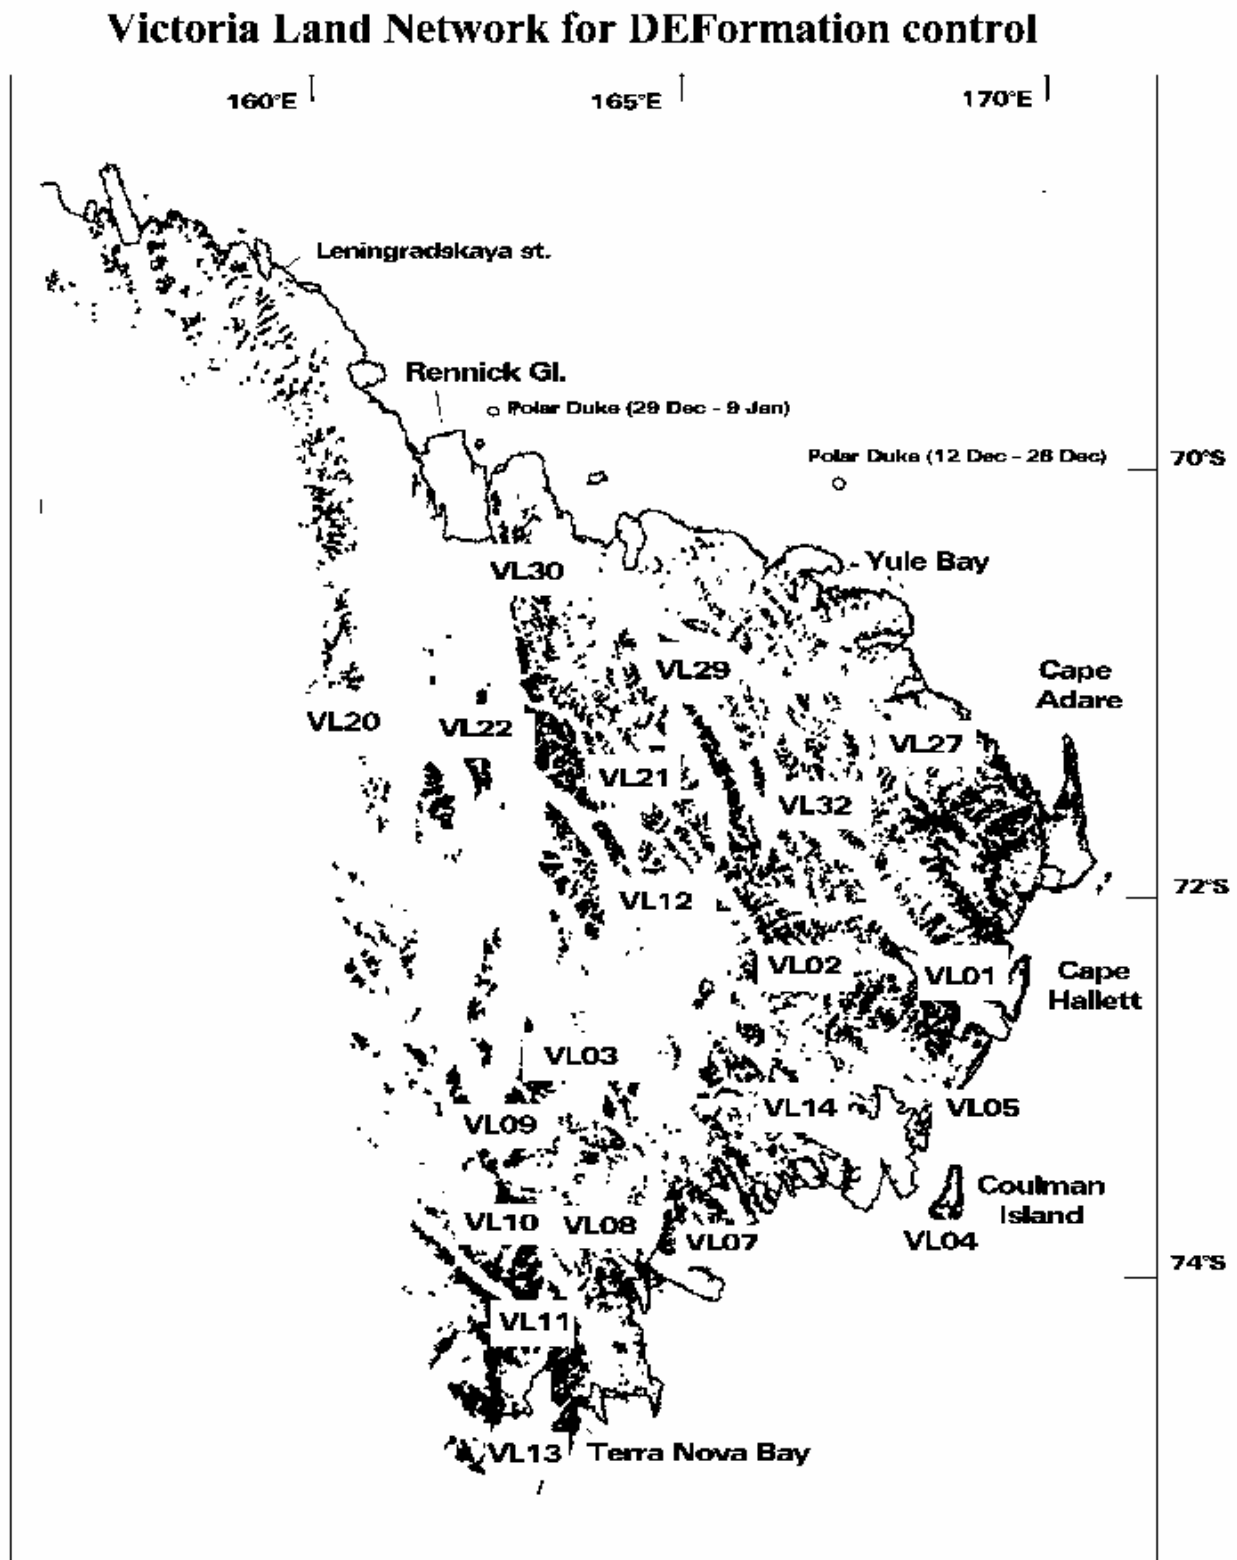 Victoria Land Network for DEFormation control
160°E
165°E
170°E
Leningradskaya st.
Rennick Gl.
Polar Duke (29 Dec - 9 Jan)
Polar Duke (12 Dec - 28 Dec)
70°S
Yule Bay
VL30
VL29
Cape
Adare
VL20
VL22
VL27
VL21
VL32
72°S
VL12
VL02
VL01
Cape
Hallett
VL03
VL14
VL05
VL09
Coulman
Island
VL10
VL08
VL07
VL04
74°S
VL11
VL13
Terra Nova Bay